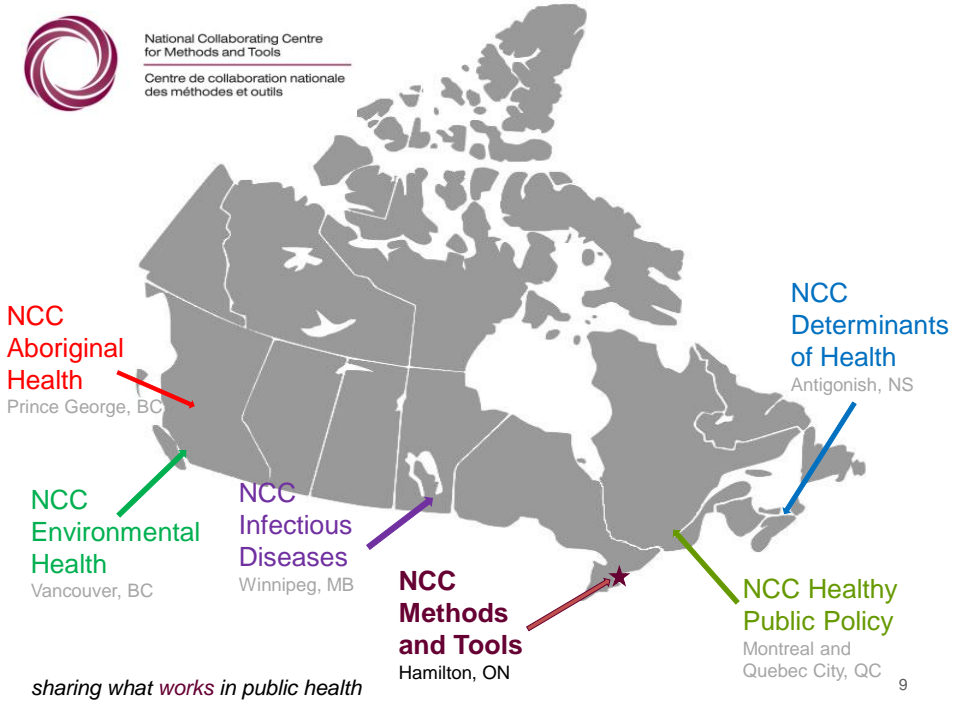 National Collaborating Centre
for Methods and Tools
Centre de collaboration nationale
des méthodes et outils
NCC
Aboriginal
Health
Prince George, BC
NCC
Determinants
of Health
Antigonish, NS
NCC
Environmental
Health
Vancouver, BC
NCC
Infectious
Diseases
Winnipeg, MB
NCC
Methods
and Tools
Hamilton, ON
NCC Healthy
Public Policy
Montreal and
Quebec City, QC
sharing what works in public health
9